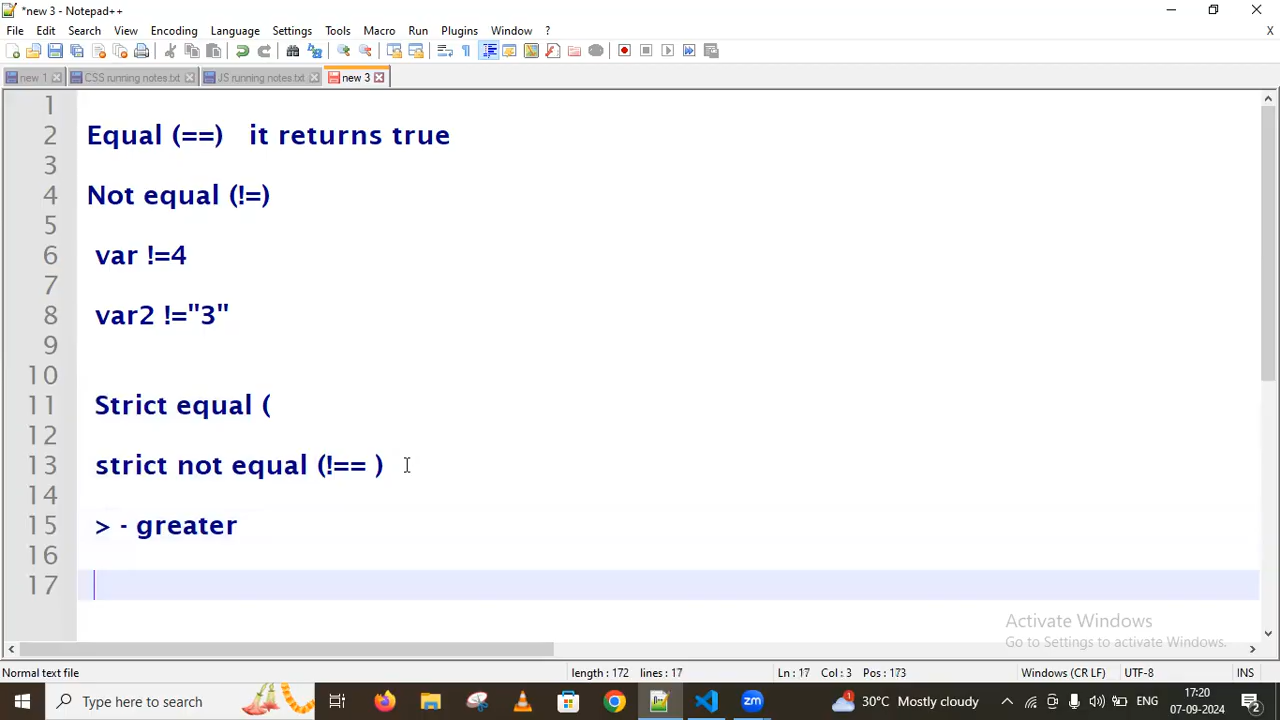 *new 3 - Notepad++
File Edit Search View Encoding Language Settings Tools Macro Run Plugins Window ? X
new 1 CSS running notes.txt JS running notes.txt new 3
1
2 Equal (==) it returns true
3
4 Not equal (!=)
5
6 var !=4
7
8 var2 !="3"
9
10
11 Strict equal (
12
13 strict not equal (!== )
14
15 > - greater
16
17
Activate Windows
Go to Settings to activate Windows.
Normal text file length : 172 lines : 17 Ln : 17 Col : 3 Pos : 173 Windows (CR LF) UTF-8 INS
Type here to search zm 1 30°C Mostly cloudy ENG 17:20
07-09-2024 2